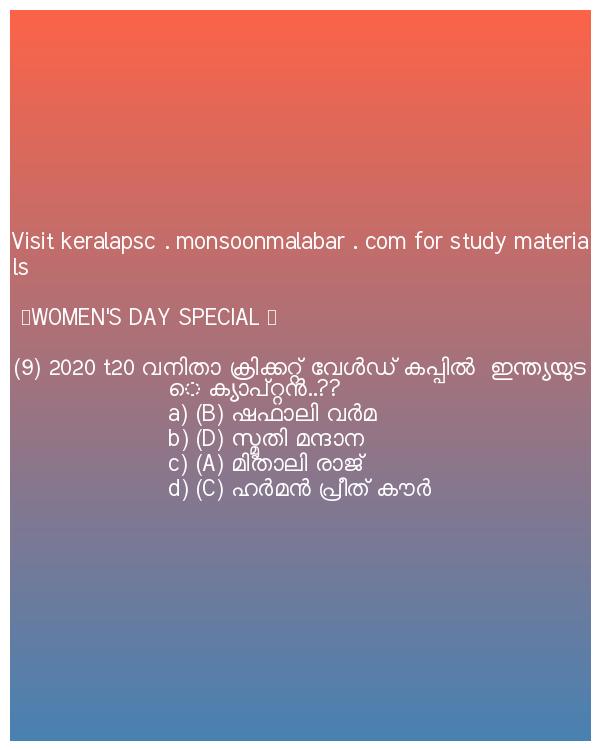 Visit keralapsc . monsoonmalabar . com for study materia
ls
WOMEN'S DAY SPECIAL
(9) 2020 t20 വനിതാ ക്രിക്കറ്റ് വേൾഡ് കപ്പിൽ ഇന്ത്യയുട
െ ക്യാപ്റ്റൻ..??
a) (B) ഷഫാലി വർമ
b) (D) സ്മൃതി മന്ദാന
c) (A) മിതാലി രാജ്
d) (C) ഹർമൻ പ്രീത് കൗർ